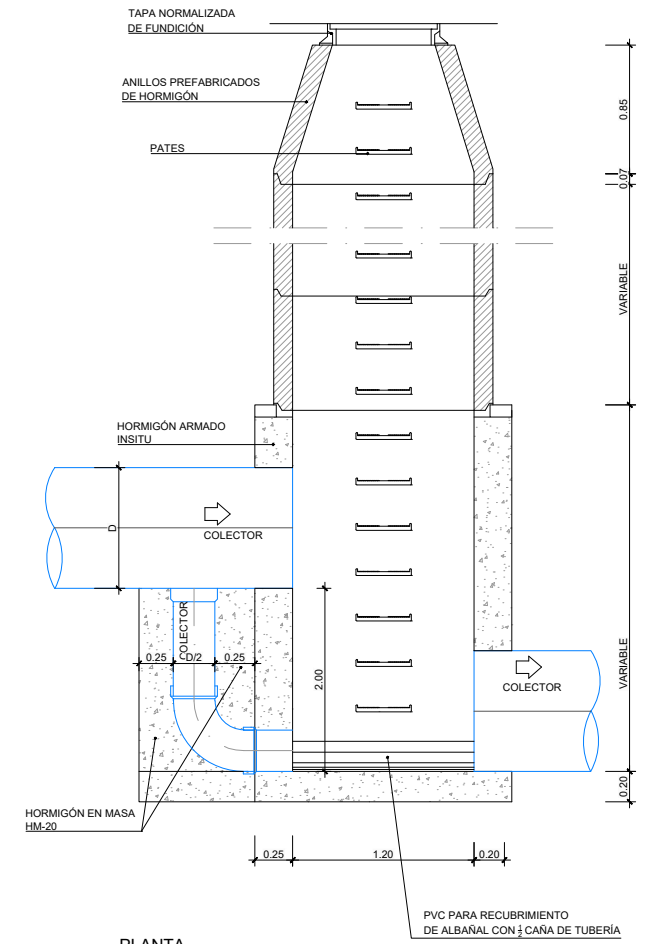 TAPA NORMALIZADA
DE FUNDICIÓN
ANILLOS PREFABRICADOS
DE HORMIGÓN
PATES
0.85
0.07
VARIABLE
HORMIGÓN ARMADO
INSITU
D
COLECTOR
COLECTOR
0.25
D/2
0.25
2.00
COLECTOR
VARIABLE
0.20
HORMIGÓN EN MASA
HM-20
0.25
1.20
0.20
PVC PARA RECUBRIMIENTO
DE ALBAÑAL CON ½ CAÑA DE TUBERÍA
PLANTA